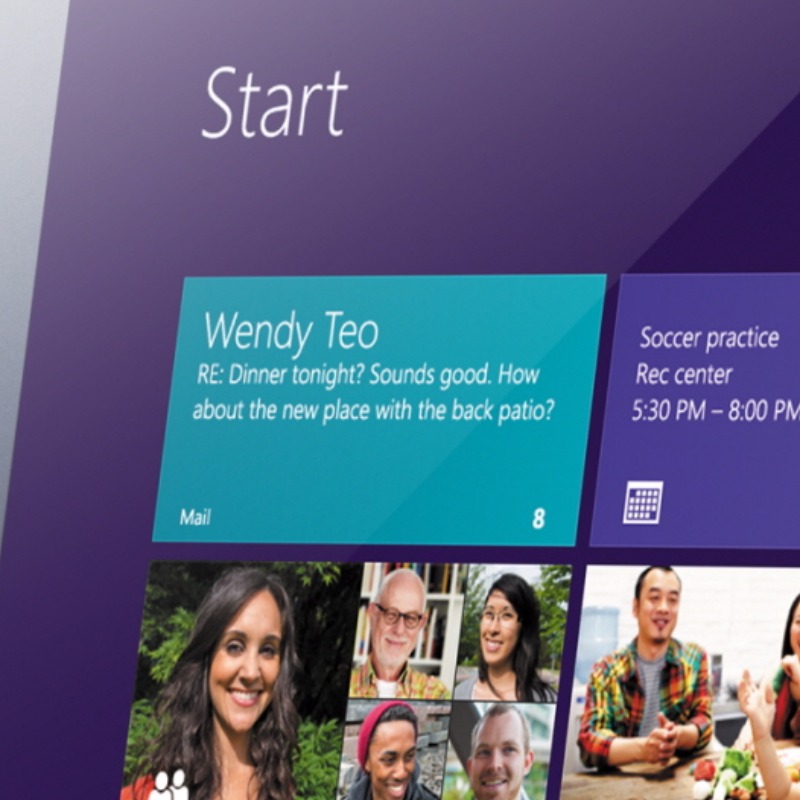 Start
Wendy Teo
RE: Dinner tonight? Sounds good. How
about the new place with the back patio?
Mail
8
Soccer practice
Rec center
5:30 PM – 8:00 PM